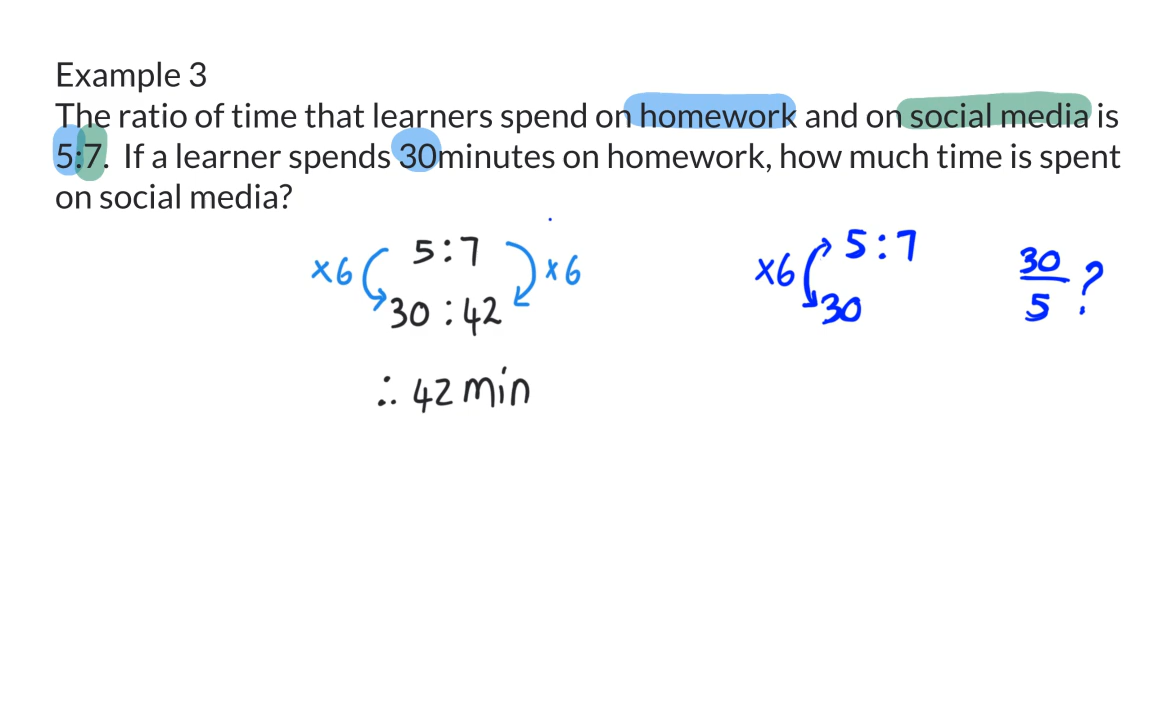 Example 3
The ratio of time that learners spend on homework and on social media is
5:7. If a learner spends 30minutes on homework, how much time is spent
on social media?
×6 5:7 ×6
30 : 42
∴ 42 min
×6 5:7
30
30
5 ?